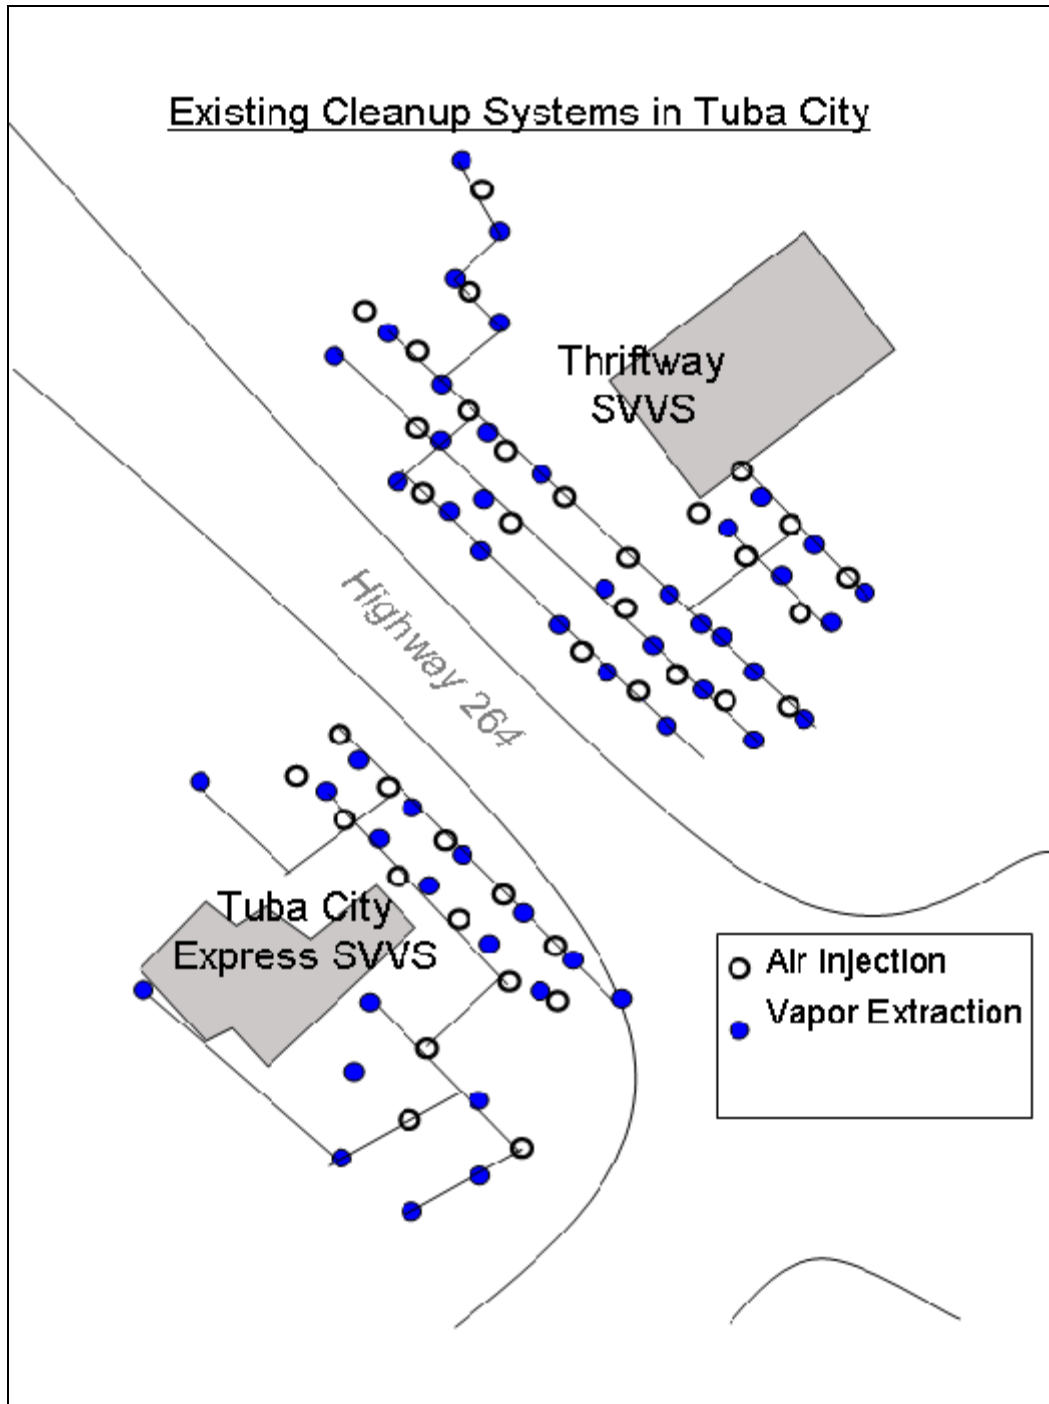 Existing Cleanup Systems in Tuba City
Thriftway
SVVS
Highway 264
Tuba City
Express SVVS
Air Injection
Vapor Extraction